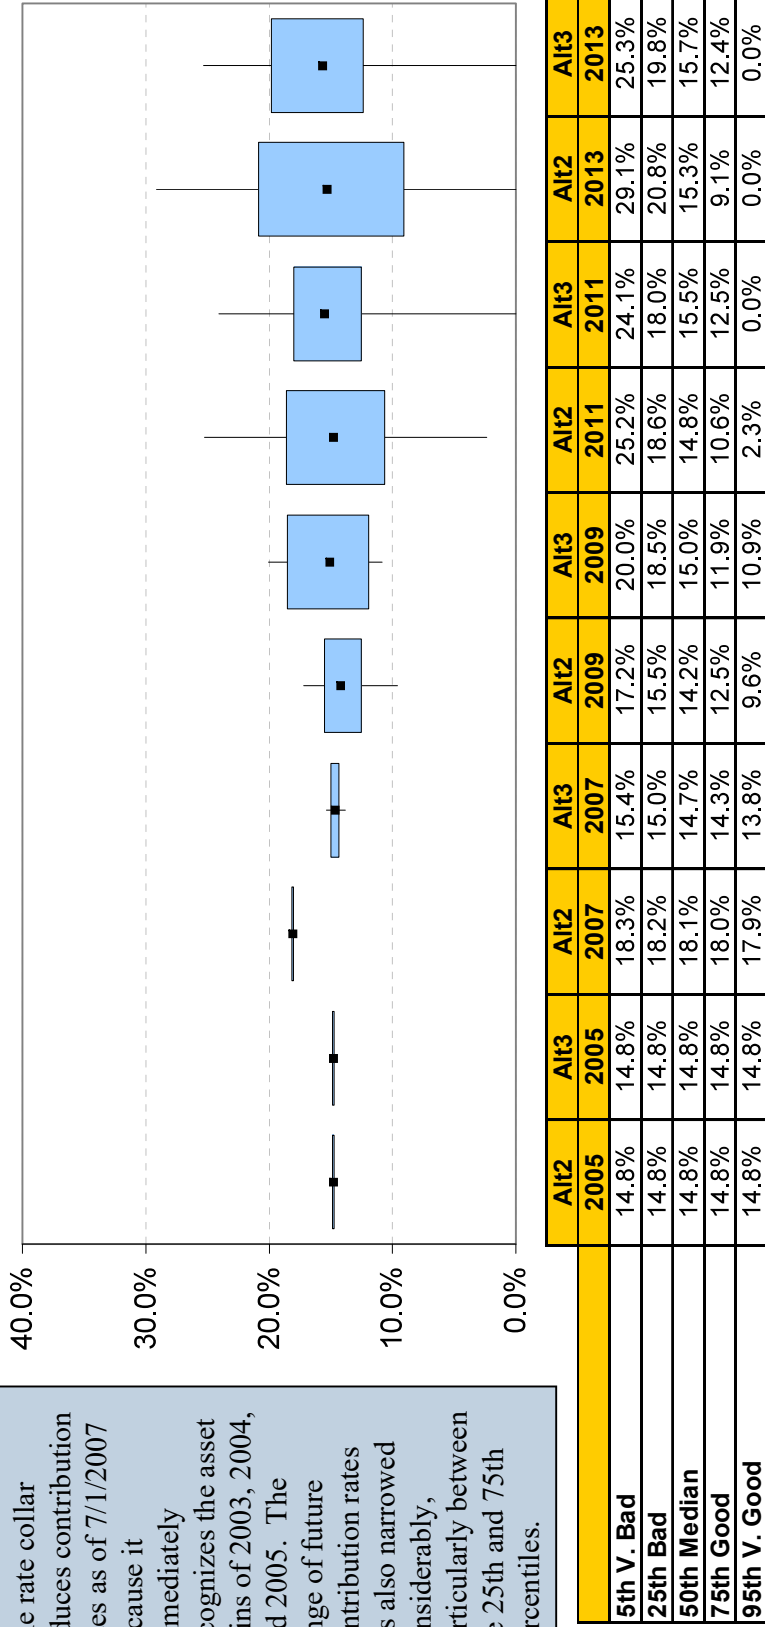 e rate collar
duces contribution
es as of 7/1/2007
cause it
mediately
cognizes the asset
ins of 2003, 2004,
d 2005. The
nge of future
ntribution rates
s also narrowed
nsiderably,
rticularly between
e 25th and 75th
rcentiles.
40.0%
30.0%
20.0%
10.0%
0.0%
Alt2 Alt3 Alt2 Alt3 Alt2 Alt3 Alt2 Alt3 Alt2 Alt3
2005 2005 2007 2007 2009 2009 2011 2011 2013 2013
5th V. Bad 14.8% 14.8% 18.3% 15.4% 17.2% 20.0% 25.2% 24.1% 29.1% 25.3%
25th Bad 14.8% 14.8% 18.2% 15.0% 15.5% 18.5% 18.6% 18.0% 20.8% 19.8%
50th Median 14.8% 14.8% 18.1% 14.7% 14.2% 15.0% 14.8% 15.5% 15.3% 15.7%
75th Good 14.8% 14.8% 18.0% 14.3% 12.5% 11.9% 10.6% 12.5% 9.1% 12.4%
95th V. Good 14.8% 14.8% 17.9% 13.8% 9.6% 10.9% 2.3% 0.0% 0.0% 0.0%